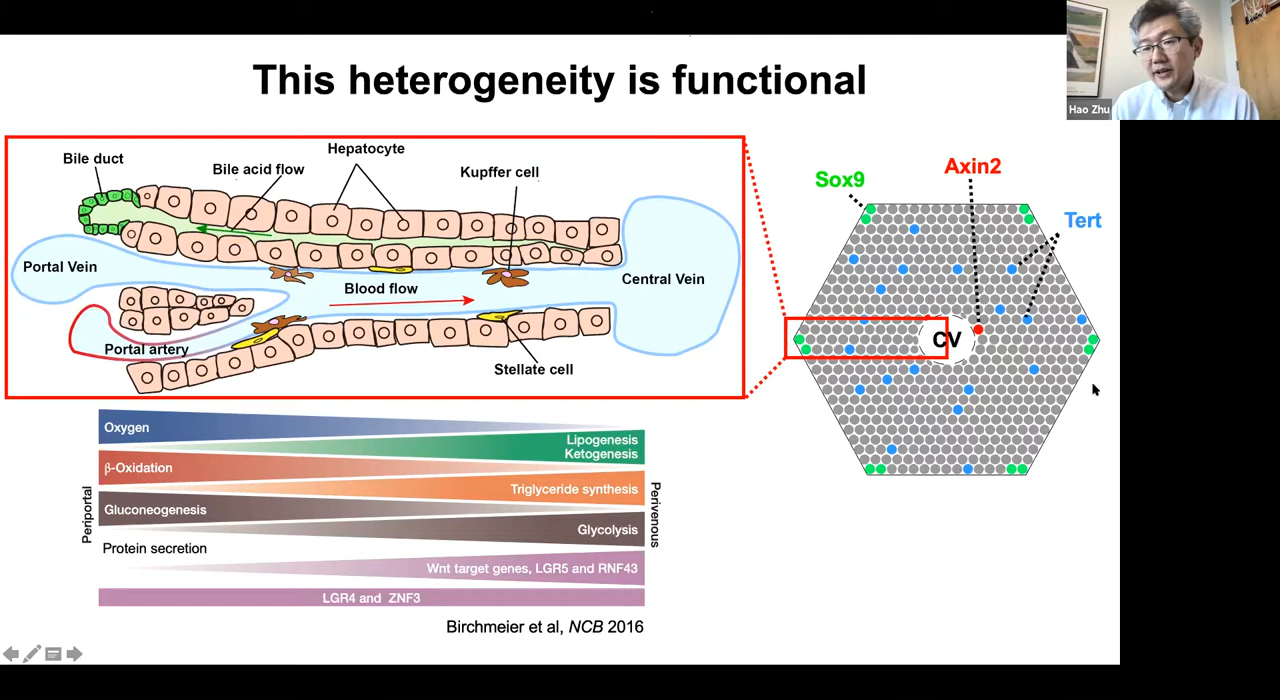 This heterogeneity is functional
Hao Zhu
Bile duct
Bile acid flow
Hepatocyte
Kupffer cell
Portal Vein
Blood flow
Central Vein
Portal artery
Stellate cell
Sox9
Axin2
Tert
CV
Oxygen
Lipogenesis
Ketogenesis
β-Oxidation
Triglyceride synthesis
Gluconeogenesis
Glycolysis
Protein secretion
Wnt target genes, LGR5 and RNF43
LGR4 and ZNF3
Periportal
Perivenous
Birchmeier et al, NCB 2016